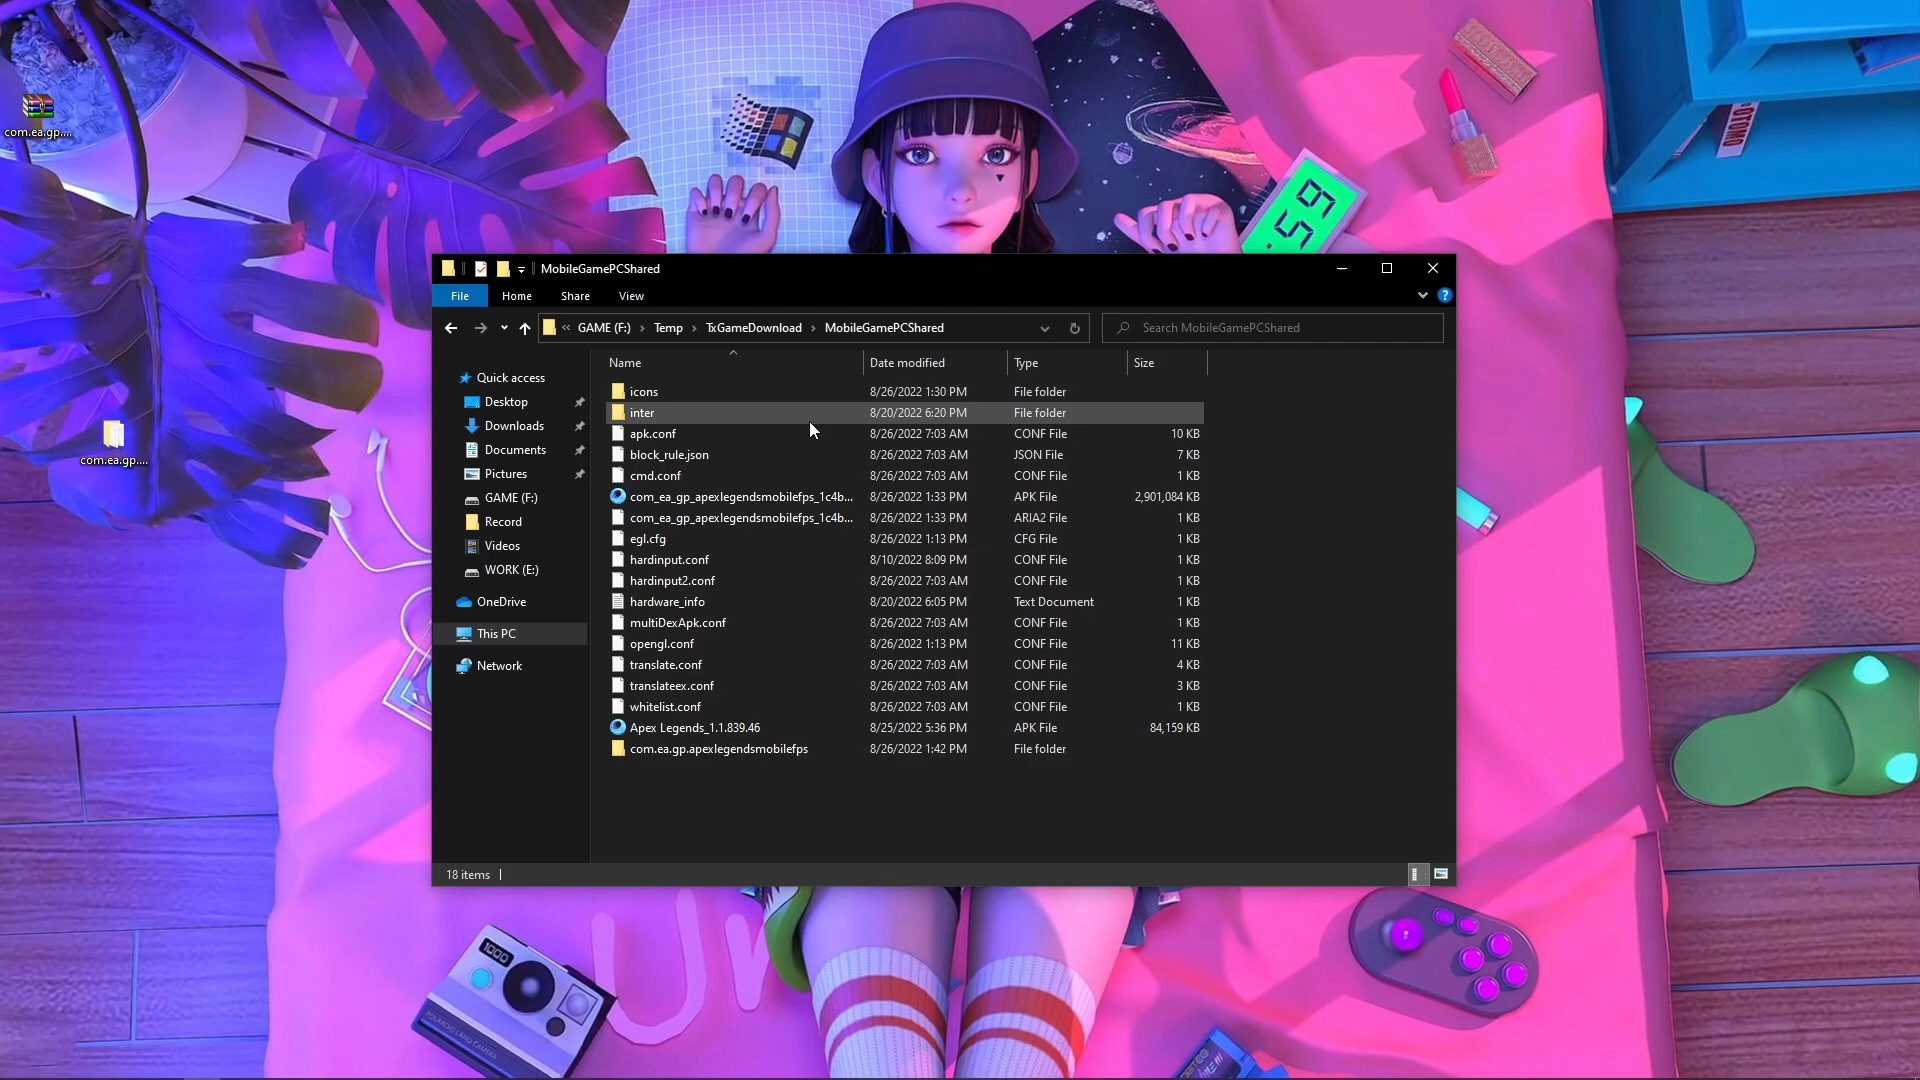 com.ea.gp....
com.ea.gp....
MobileGamePCShared
File Home Share View
« GAME (F:) › Temp › TxGameDownload › MobileGamePCShared
Search MobileGamePCShared
Quick access
Desktop
Downloads
Documents
Pictures
GAME (F:)
Record
Videos
WORK (E:)
OneDrive
This PC
Network
Name Date modified Type Size
icons 8/26/2022 1:30 PM File folder
inter 8/20/2022 6:20 PM File folder
apk.conf 8/26/2022 7:03 AM CONF File 10 KB
block_rule.json 8/26/2022 7:03 AM JSON File 7 KB
cmd.conf 8/26/2022 7:03 AM CONF File 1 KB
com_ea_gp_apexlegendsmobilefps_1c4b... 8/26/2022 1:33 PM APK File 2,901,084 KB
com_ea_gp_apexlegendsmobilefps_1c4b... 8/26/2022 1:33 PM ARIA2 File 1 KB
egl.cfg 8/26/2022 1:13 PM CFG File 1 KB
hardinput.conf 8/10/2022 8:09 PM CONF File 1 KB
hardinput2.conf 8/26/2022 7:03 AM CONF File 1 KB
hardware_info 8/20/2022 6:05 PM Text Document 1 KB
multiDexApk.conf 8/26/2022 7:03 AM CONF File 1 KB
opengl.conf 8/26/2022 1:13 PM CONF File 11 KB
translate.conf 8/26/2022 7:03 AM CONF File 4 KB
translateex.conf 8/26/2022 7:03 AM CONF File 3 KB
whitelist.conf 8/26/2022 7:03 AM CONF File 1 KB
Apex Legends_1.1.839.46 8/25/2022 5:36 PM APK File 84,159 KB
com.ea.gp.apexlegendsmobilefps 8/26/2022 1:42 PM File folder
18 items
1000
POLAROID LAND CAMERA